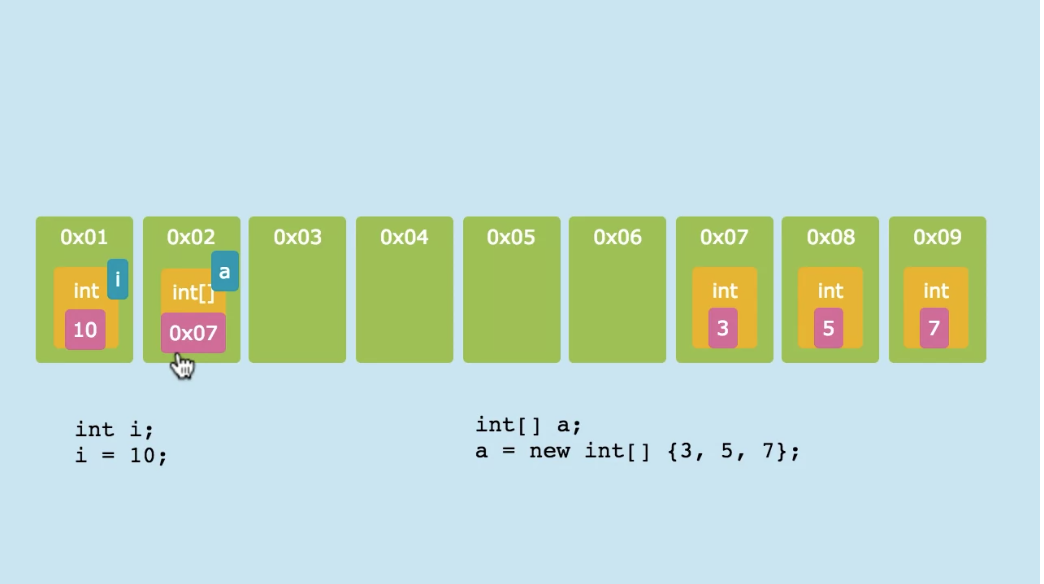 0x01 0x02 0x03 0x04 0x05 0x06 0x07 0x08 0x09
i a
int int[] int int int
10 0x07 3 5 7
int i;
i = 10;
int[] a;
a = new int[] {3, 5, 7};